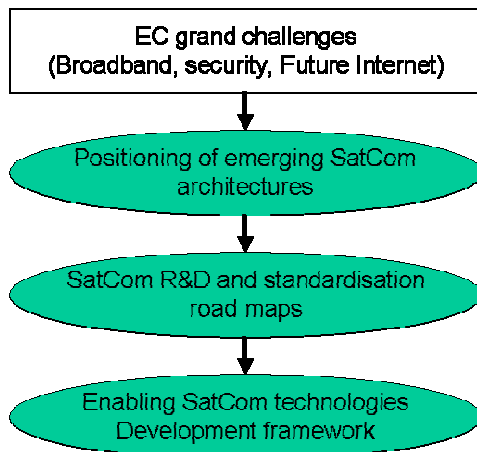 EC grand challenges
(Broadband, security, Future Internet)
Positioning of emerging SatCom
architectures
SatCom R&D and standardisation
road maps
Enabling SatCom technologies
Development framework